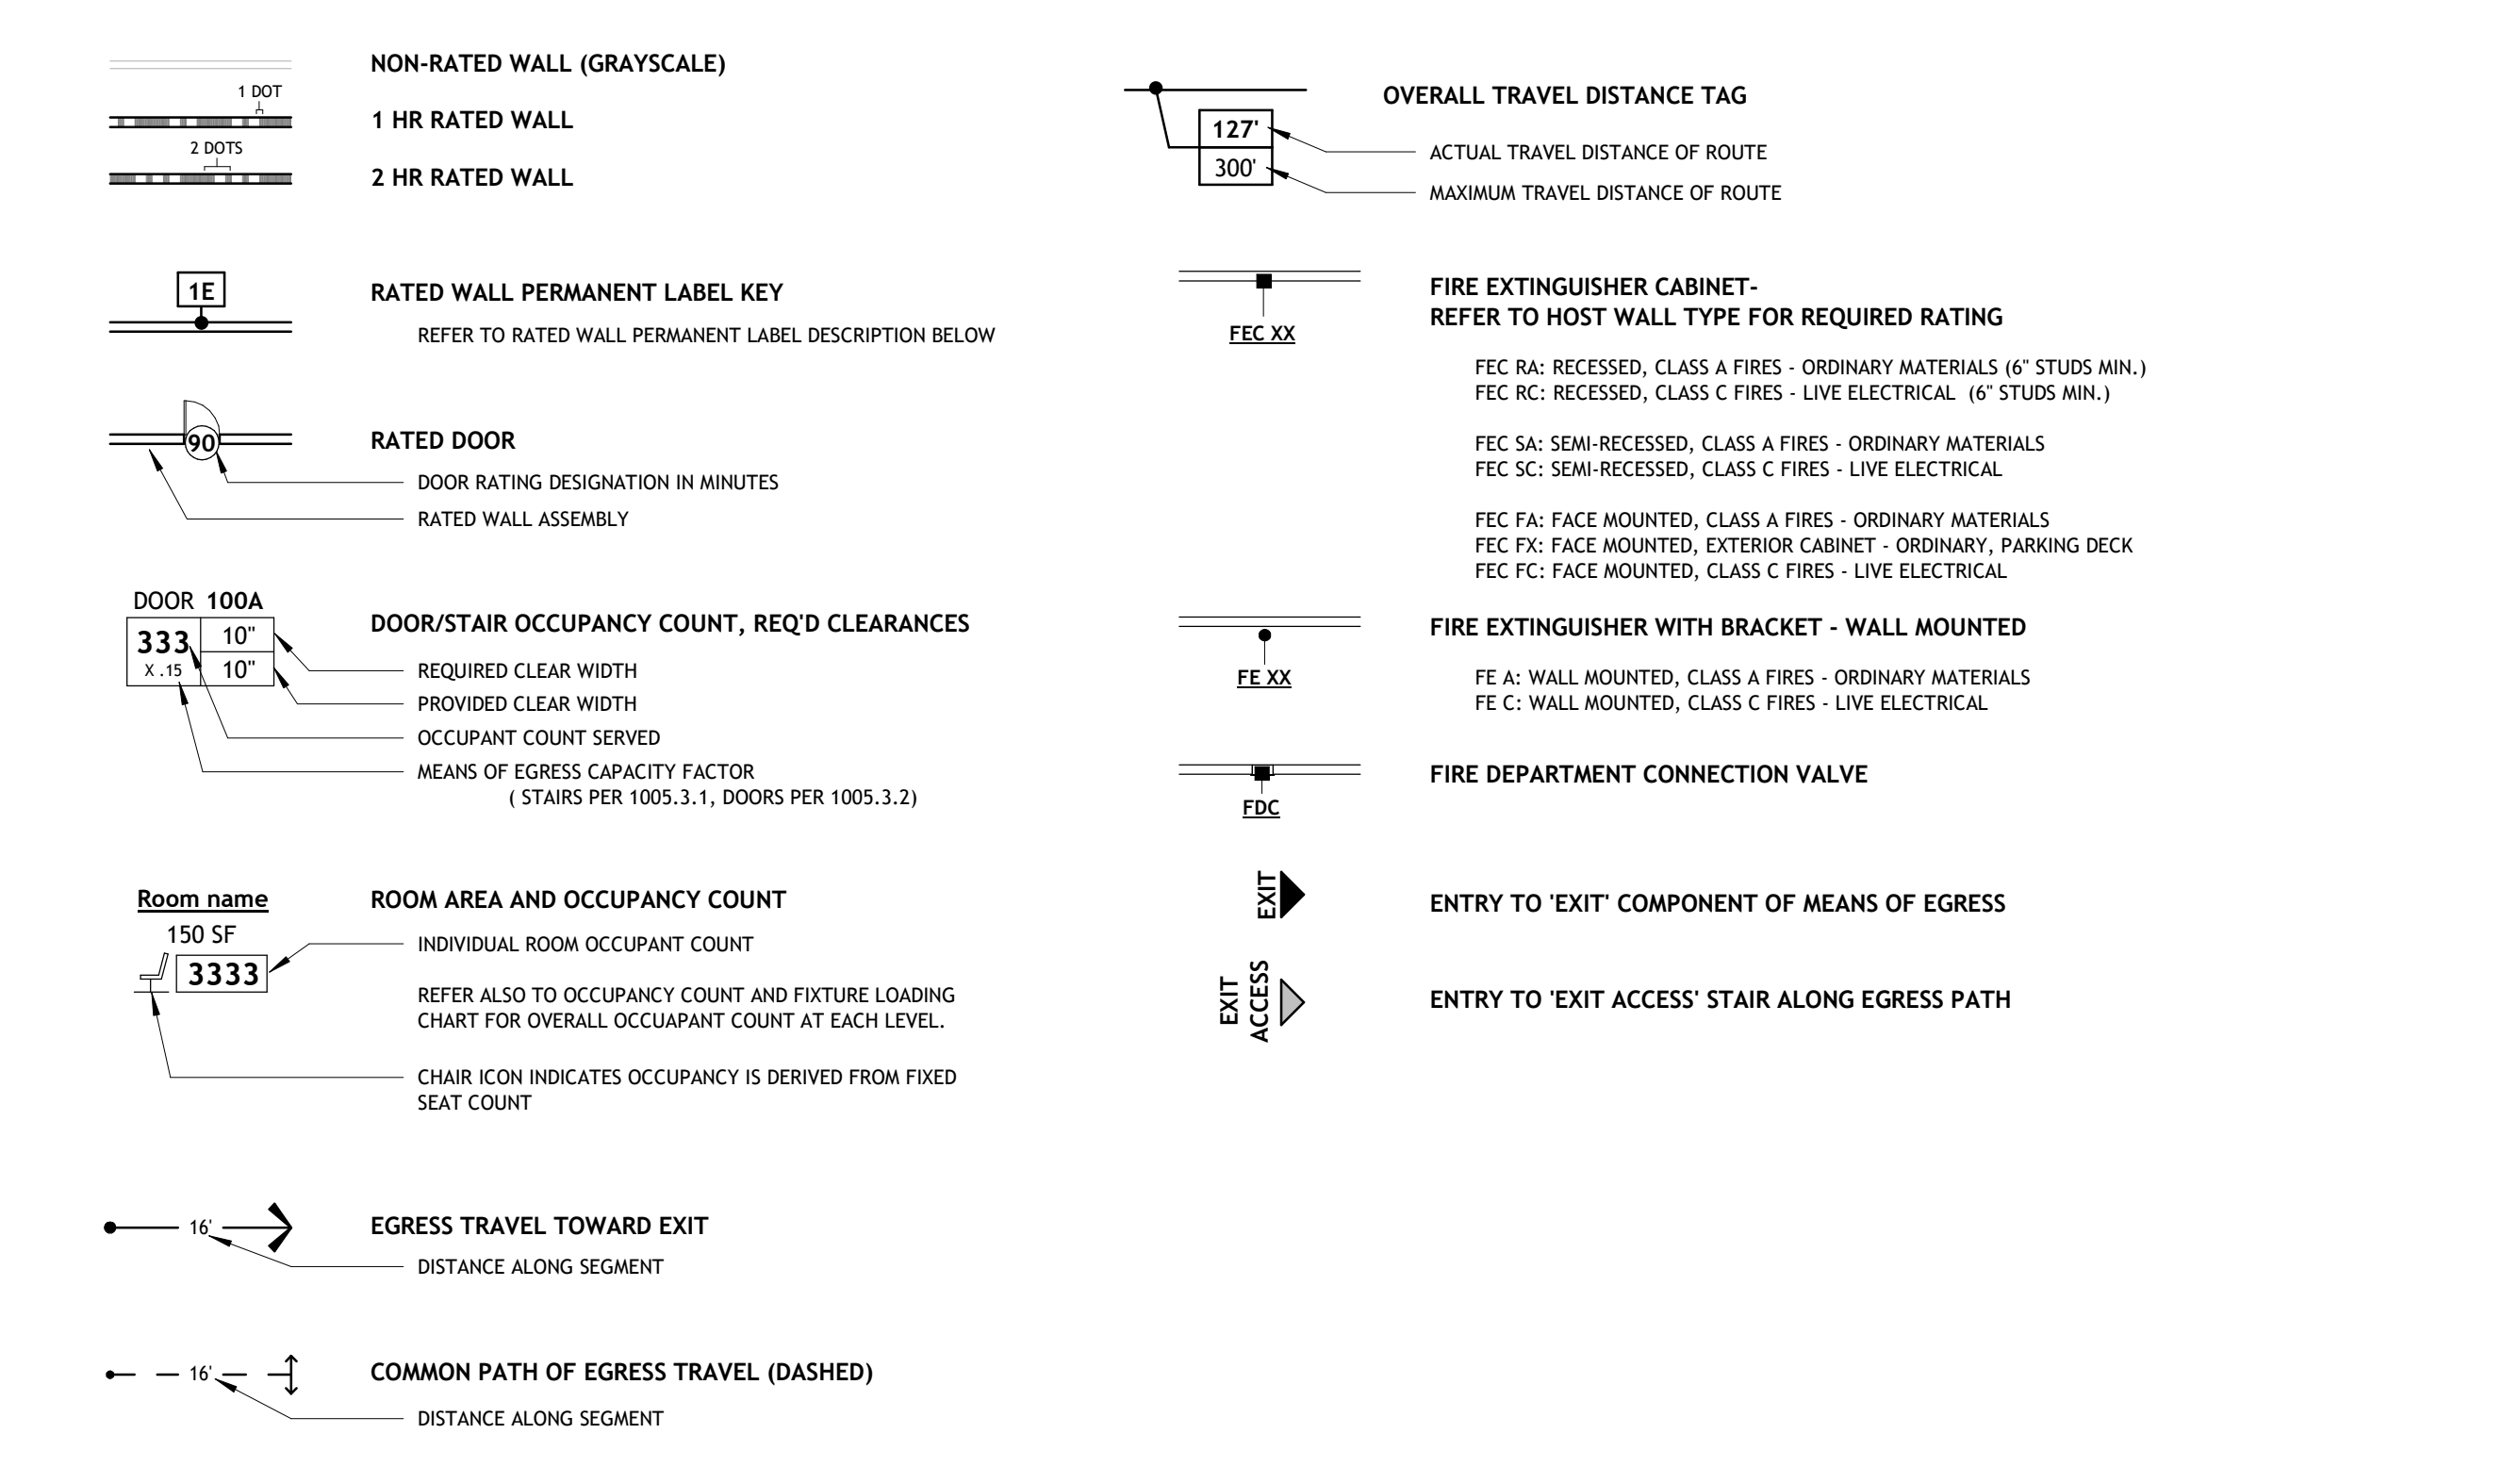 NON-RATED WALL (GRAYSCALE)
1 DOT
1 HR RATED WALL
2 DOTS
2 HR RATED WALL
1E
RATED WALL PERMANENT LABEL KEY
REFER TO RATED WALL PERMANENT LABEL DESCRIPTION BELOW
90
RATED DOOR
DOOR RATING DESIGNATION IN MINUTES
RATED WALL ASSEMBLY
DOOR 100A
333
X .15
10"
10"
DOOR/STAIR OCCUPANCY COUNT, REQ'D CLEARANCES
REQUIRED CLEAR WIDTH
PROVIDED CLEAR WIDTH
OCCUPANT COUNT SERVED
MEANS OF EGRESS CAPACITY FACTOR
( STAIRS PER 1005.3.1, DOORS PER 1005.3.2)
Room name
150 SF
3333
ROOM AREA AND OCCUPANCY COUNT
INDIVIDUAL ROOM OCCUPANT COUNT
REFER ALSO TO OCCUPANCY COUNT AND FIXTURE LOADING
CHART FOR OVERALL OCCUAPANT COUNT AT EACH LEVEL.
CHAIR ICON INDICATES OCCUPANCY IS DERIVED FROM FIXED
SEAT COUNT
16'
EGRESS TRAVEL TOWARD EXIT
DISTANCE ALONG SEGMENT
16'
COMMON PATH OF EGRESS TRAVEL (DASHED)
DISTANCE ALONG SEGMENT
127'
300'
OVERALL TRAVEL DISTANCE TAG
ACTUAL TRAVEL DISTANCE OF ROUTE
MAXIMUM TRAVEL DISTANCE OF ROUTE
FEC XX
FIRE EXTINGUISHER CABINET-
REFER TO HOST WALL TYPE FOR REQUIRED RATING
FEC RA: RECESSED, CLASS A FIRES - ORDINARY MATERIALS (6" STUDS MIN.)
FEC RC: RECESSED, CLASS C FIRES - LIVE ELECTRICAL (6" STUDS MIN.)
FEC SA: SEMI-RECESSED, CLASS A FIRES - ORDINARY MATERIALS
FEC SC: SEMI-RECESSED, CLASS C FIRES - LIVE ELECTRICAL
FEC FA: FACE MOUNTED, CLASS A FIRES - ORDINARY MATERIALS
FEC FX: FACE MOUNTED, EXTERIOR CABINET - ORDINARY, PARKING DECK
FEC FC: FACE MOUNTED, CLASS C FIRES - LIVE ELECTRICAL
FE XX
FIRE EXTINGUISHER WITH BRACKET - WALL MOUNTED
FE A: WALL MOUNTED, CLASS A FIRES - ORDINARY MATERIALS
FE C: WALL MOUNTED, CLASS C FIRES - LIVE ELECTRICAL
FDC
FIRE DEPARTMENT CONNECTION VALVE
EXIT
ENTRY TO 'EXIT' COMPONENT OF MEANS OF EGRESS
EXIT
ACCESS
ENTRY TO 'EXIT ACCESS' STAIR ALONG EGRESS PATH